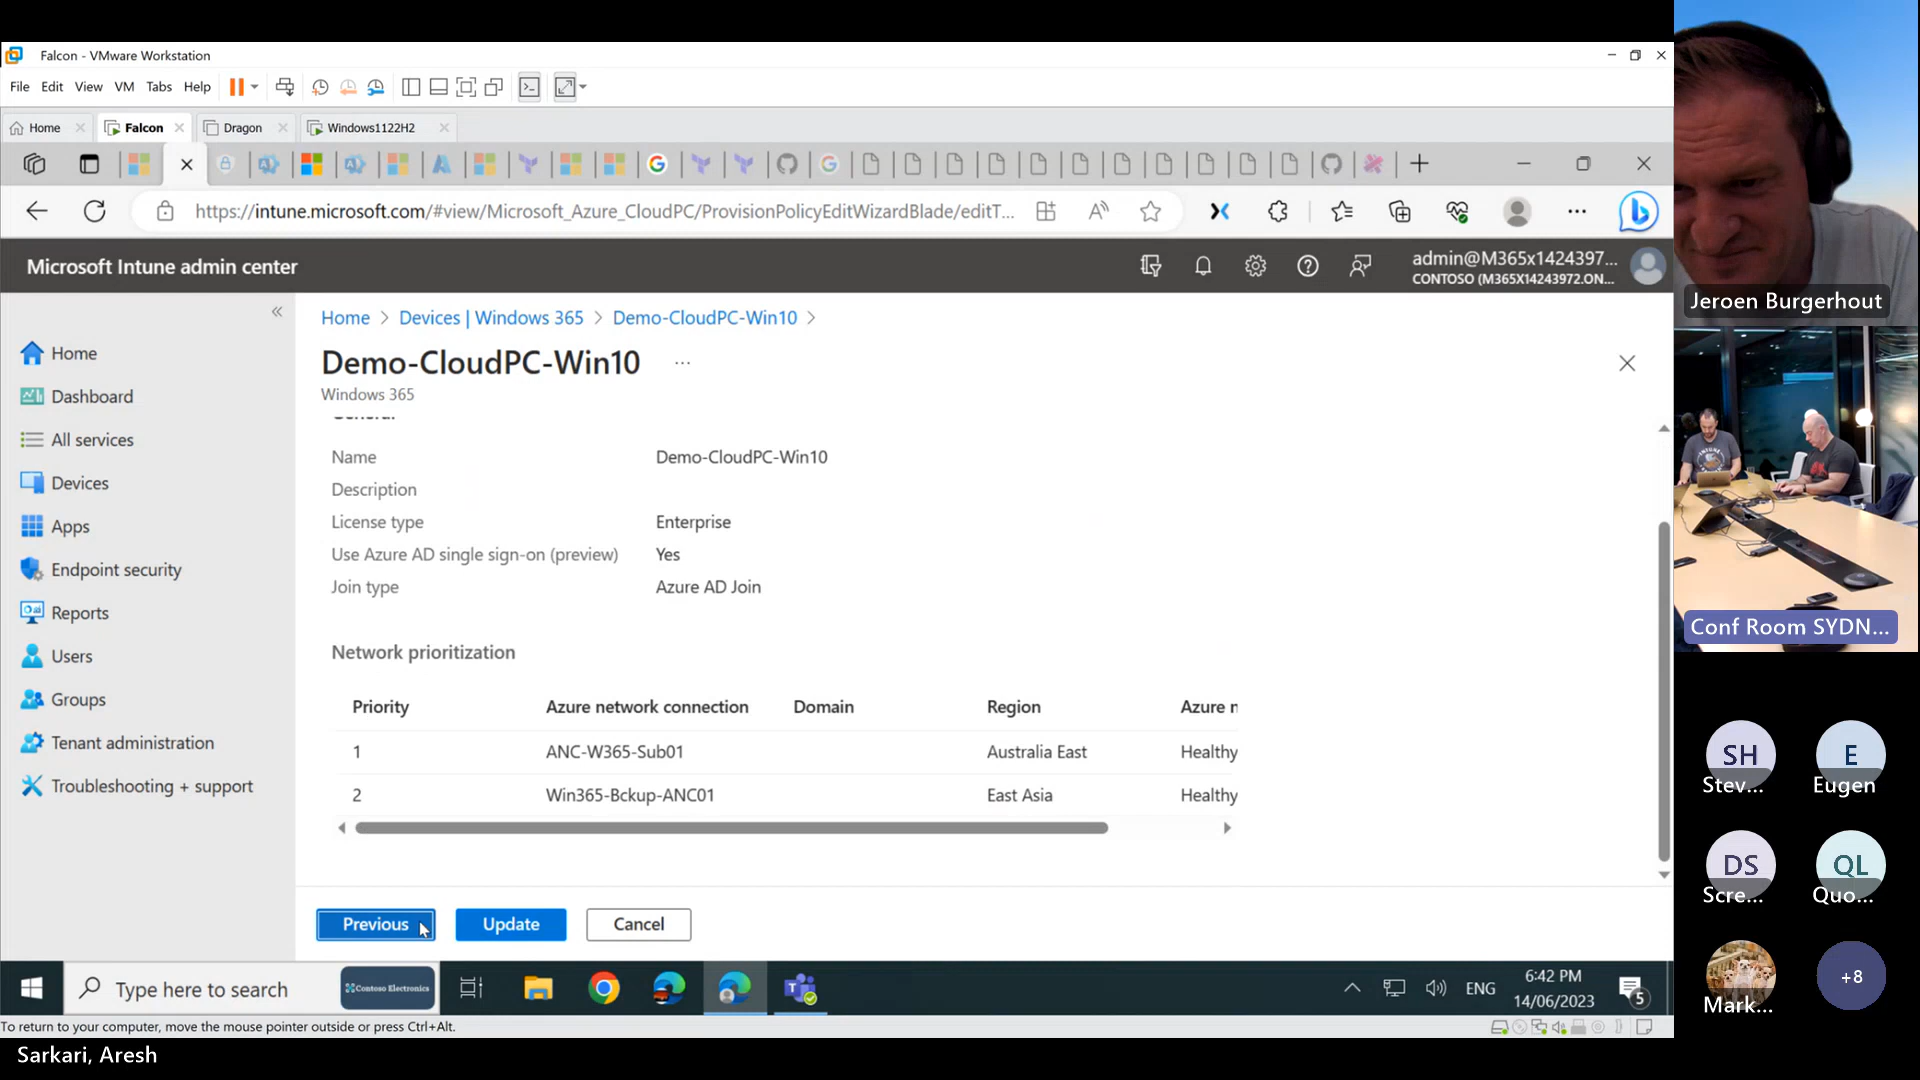 Falcon - VMware Workstation
File Edit View VM Tabs Help
Home Falcon Dragon Windows1122H2
https://intune.microsoft.com/#view/Microsoft_Azure_CloudPC/ProvisionPolicyEditWizardBlade/editT...
Microsoft Intune admin center
admin@M365x1424397...
CONTOSO (M365X14243972.ON...
Home
Dashboard
All services
Devices
Apps
Endpoint security
Reports
Users
Groups
Tenant administration
Troubleshooting + support
Home > Devices | Windows 365 > Demo-CloudPC-Win10 >
Demo-CloudPC-Win10 ...
Windows 365
General
Name Demo-CloudPC-Win10
Description
License type Enterprise
Use Azure AD single sign-on (preview) Yes
Join type Azure AD Join
Network prioritization
Priority Azure network connection Domain Region Azure n
1 ANC-W365-Sub01 Australia East Healthy
2 Win365-Bckup-ANC01 East Asia Healthy
Previous Update Cancel
Type here to search
Contoso Electronics
ENG
6:42 PM
14/06/2023
5
To return to your computer, move the mouse pointer outside or press Ctrl+Alt.
Sarkari, Aresh
Jeroen Burgerhout
Conf Room SYDN...
SH
Stev...
E
Eugen
DS
Scre...
QL
Quo...
Mark...
+8